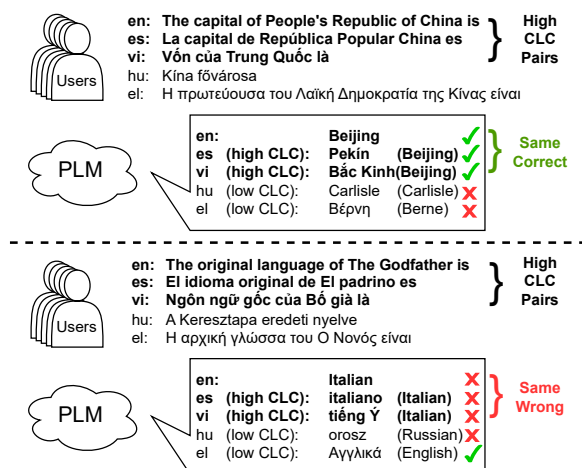 en: The capital of People's Republic of China is
es: La capital de República Popular China es
vi: Vốn của Trung Quốc là
hu: Kína fővárosa
el: Η πρωτεύουσα του Λαϊκή Δημοκρατία της Κίνας είναι
High
CLC
Pairs
Users
PLM
en: Beijing
es (high CLC): Pekín (Beijing)
vi (high CLC): Bắc Kinh(Beijing)
hu (low CLC): Carlisle (Carlisle)
el (low CLC): Βέρνη (Berne)
Same
Correct
en: The original language of The Godfather is
es: El idioma original de El padrino es
vi: Ngôn ngữ gốc của Bố già là
hu: A Keresztapa eredeti nyelve
el: Η αρχική γλώσσα του Ο Νονός είναι
High
CLC
Pairs
Users
PLM
en: Italian
es (high CLC): italiano (Italian)
vi (high CLC): tiếng Ý (Italian)
hu (low CLC): orosz (Russian)
el (low CLC): Αγγλικά (English)
Same
Wrong